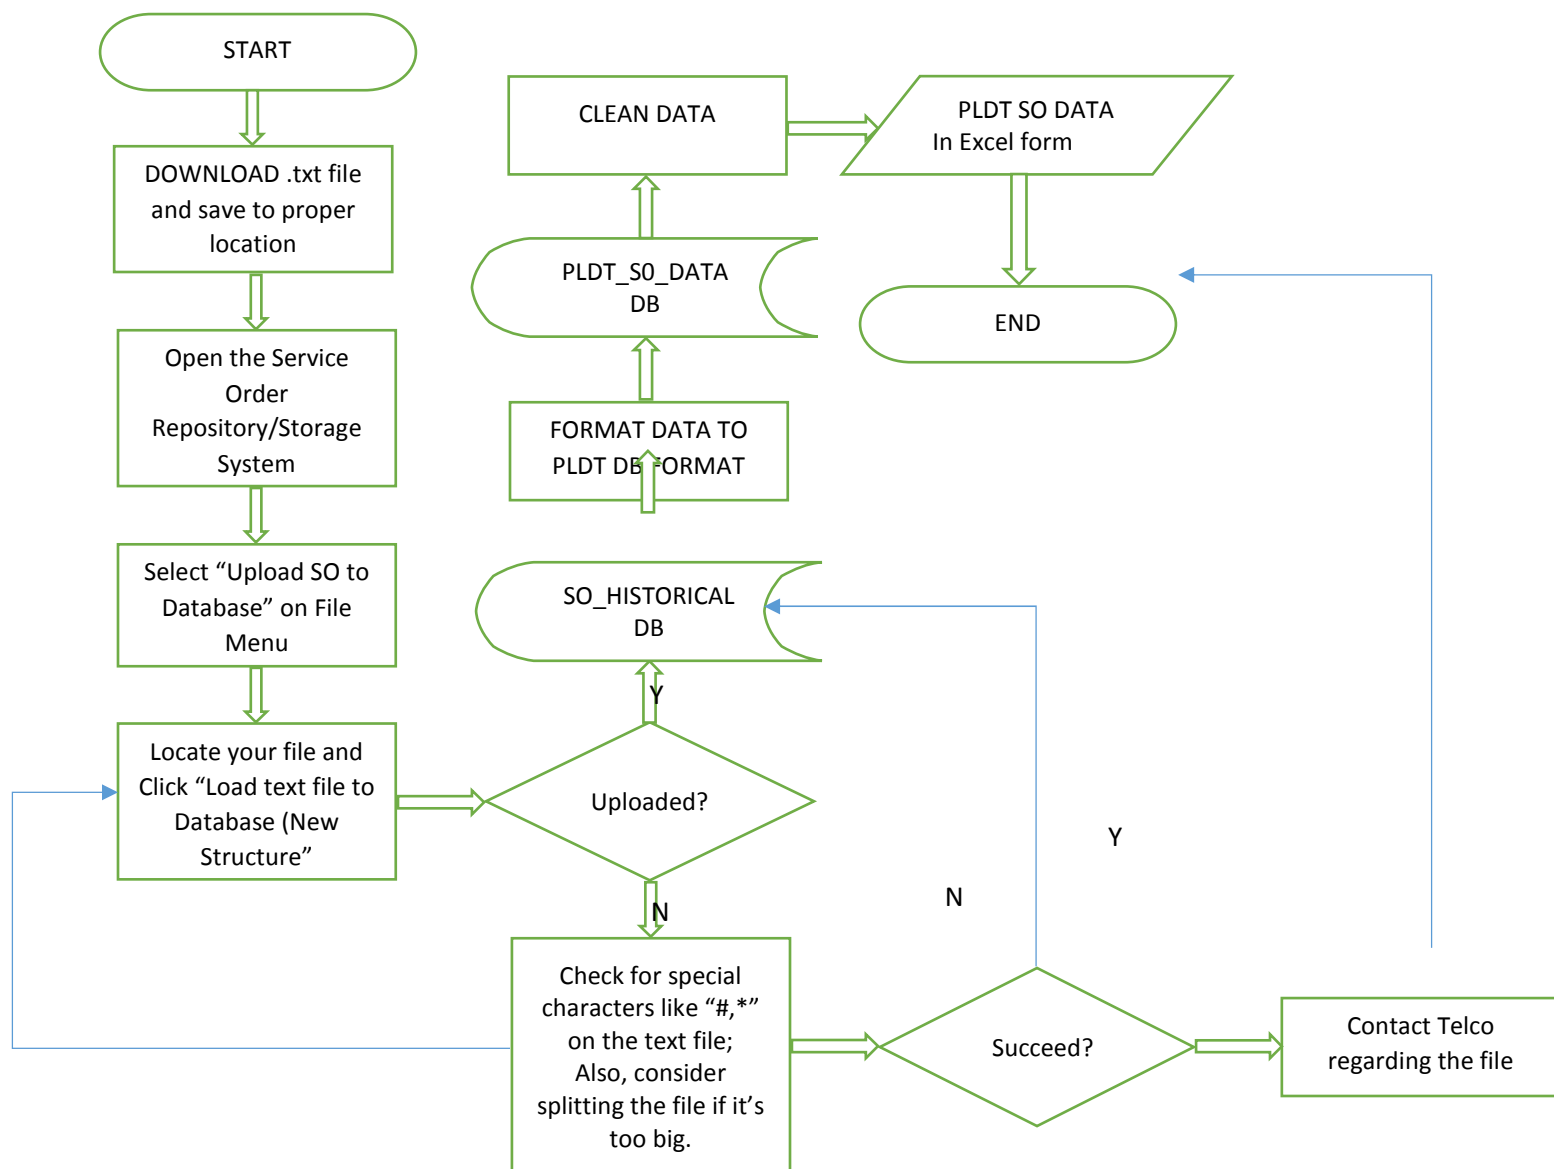 START
DOWNLOAD .txt file
and save to proper
location
Open the Service
Order
Repository/Storage
System
Select “Upload SO to
Database” on File
Menu
Locate your file and
Click “Load text file to
Database (New
Structure”
Uploaded?
Y
N
SO_HISTORICAL
DB
FORMAT DATA TO
PLDT DB FORMAT
PLDT_S0_DATA
DB
CLEAN DATA
PLDT SO DATA
In Excel form
END
Check for special
characters like “#,*”
on the text file;
Also, consider
splitting the file if it’s
too big.
Succeed?
N
Y
Contact Telco
regarding the file